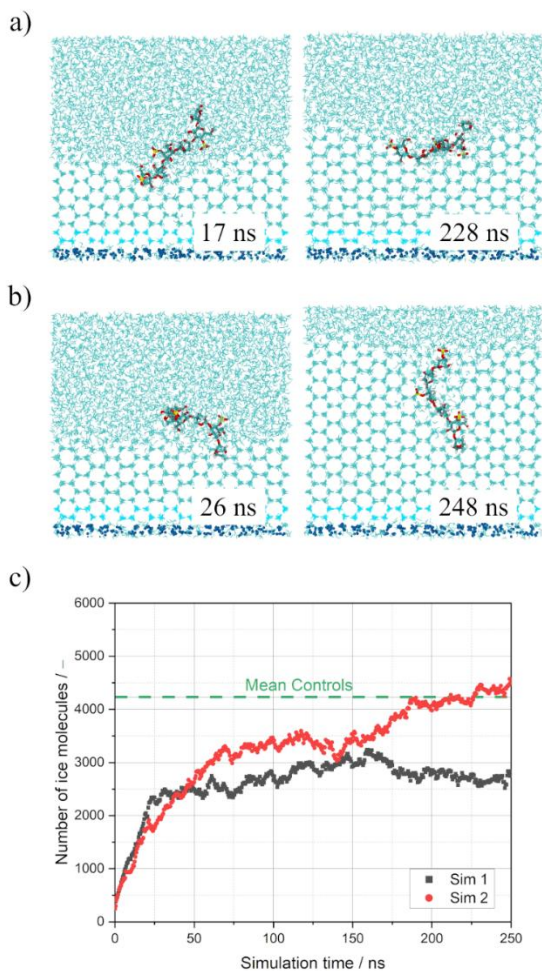 a)
17 ns
228 ns
b)
26 ns
248 ns
c)
6000
5000
4000
3000
2000
1000
0
Number of ice molecules / –
Mean Controls
Sim 1
Sim 2
0
50
100
150
200
250
Simulation time / ns